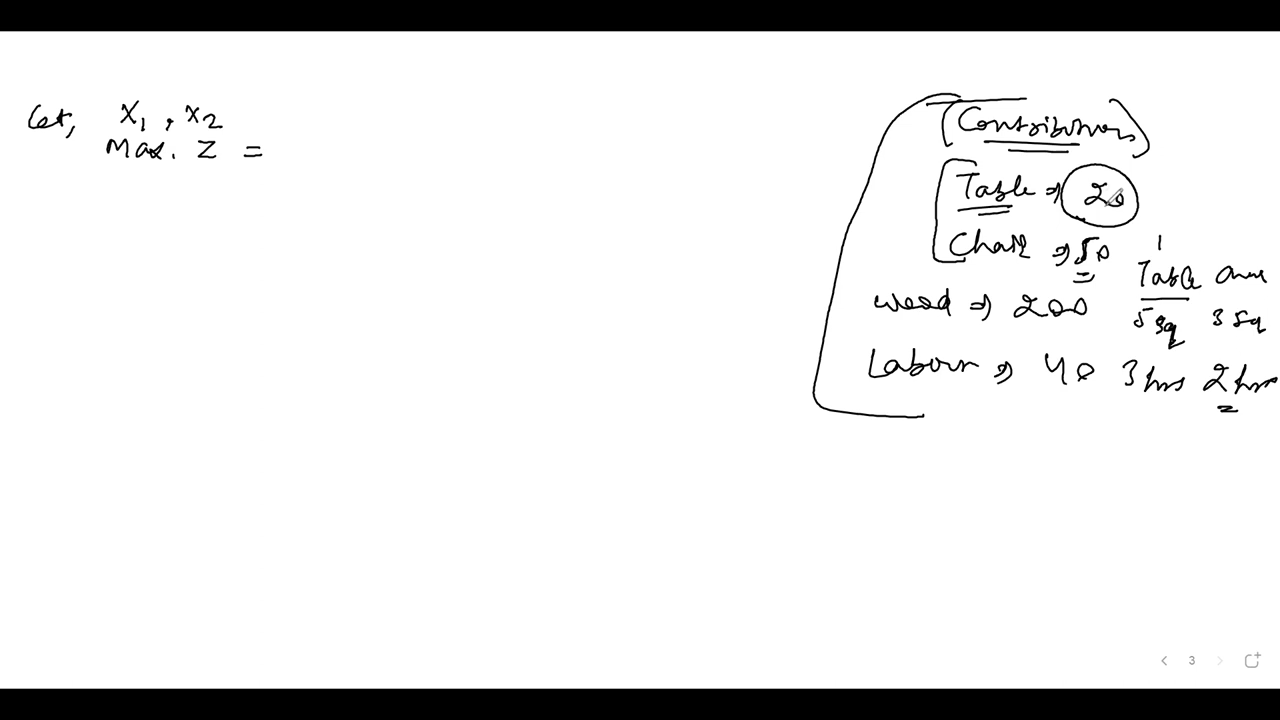 Let, x₁, x₂
Max. Z =
(Contributions)
Table ⇒ 20
Chair ⇒ 50
1
Table
wood ⇒ 200 5 sq 3 sq
Labour ⇒ 40 3 hrs 2 hrs
3